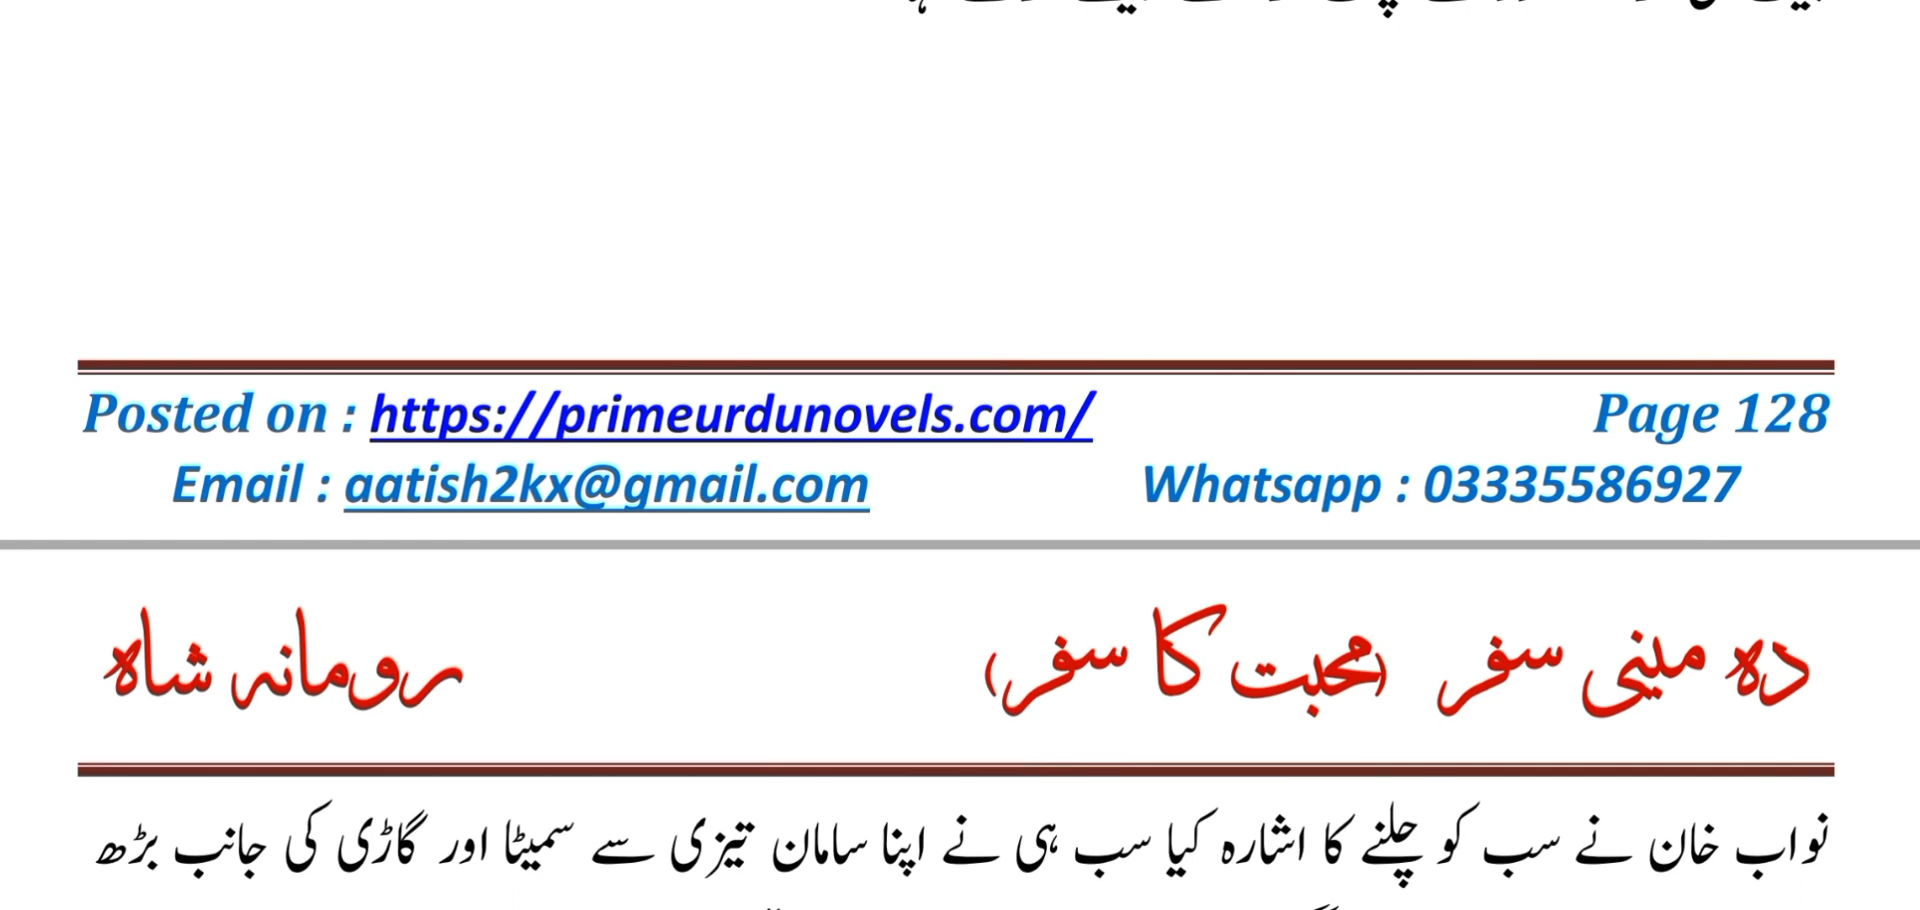 Posted on : https://primeurdunovels.com/ Page 128
Email : aatish2kx@gmail.com Whatsapp : 03335586927
دہ مینی سفر (محبت کا سفر) رومانہ شاہ
نواب خان نے سب کو چلنے کا اشارہ کیا سب ہی نے اپنا سامان تیزی سے سمیٹا اور گاڑی کی جانب بڑھ